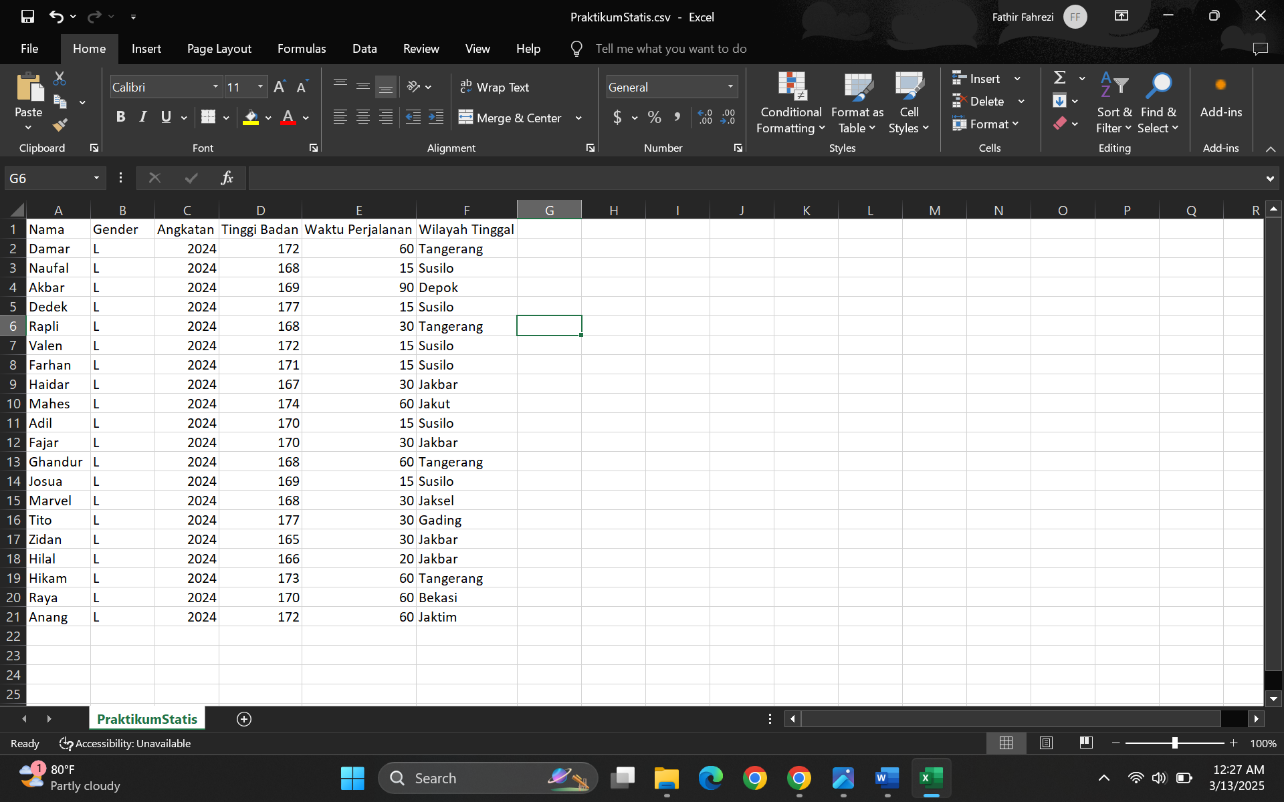 PraktikumStatis.csv - Excel
Fathir Fahrezi FF
File Home Insert Page Layout Formulas Data Review View Help Tell me what you want to do
Paste
Clipboard
Calibri 11
B I U
Font
Wrap Text
Merge & Center
Alignment
General
Number
Conditional Formatting
Format as Table
Cell Styles
Styles
Insert
Delete
Format
Cells
Sort & Filter
Find & Select
Editing
Add-ins
Add-ins
G6 fx
A B C D E F G H I J K L M N O P Q R
1 Nama Gender Angkatan Tinggi Badan Waktu Perjalanan Wilayah Tinggal
2 Damar L 2024 172 60 Tangerang
3 Naufal L 2024 168 15 Susilo
4 Akbar L 2024 169 90 Depok
5 Dedek L 2024 177 15 Susilo
6 Rapli L 2024 168 30 Tangerang
7 Valen L 2024 172 15 Susilo
8 Farhan L 2024 171 15 Susilo
9 Haidar L 2024 167 30 Jakbar
10 Mahes L 2024 174 60 Jakut
11 Adil L 2024 170 15 Susilo
12 Fajar L 2024 170 30 Jakbar
13 Ghandur L 2024 168 60 Tangerang
14 Josua L 2024 169 15 Susilo
15 Marvel L 2024 168 30 Jaksel
16 Tito L 2024 177 30 Gading
17 Zidan L 2024 165 30 Jakbar
18 Hilal L 2024 166 20 Jakbar
19 Hikam L 2024 173 60 Tangerang
20 Raya L 2024 170 60 Bekasi
21 Anang L 2024 172 60 Jaktim
22
23
24
25
PraktikumStatis
Ready Accessibility: Unavailable 100%
1 80°F
Partly cloudy
Search
12:27 AM
3/13/2025